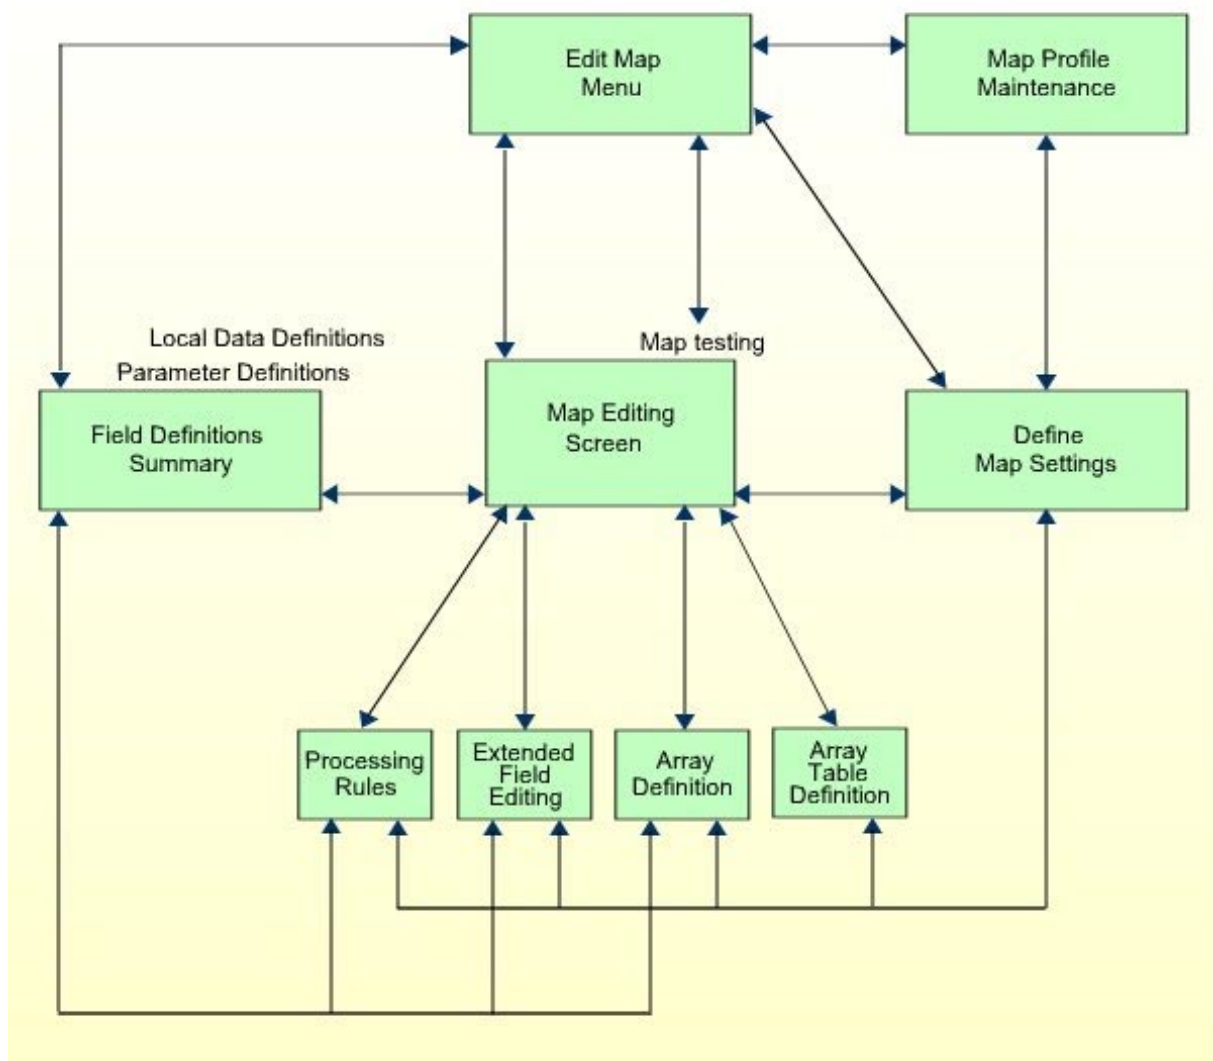 Edit Map
Menu
Map Profile
Maintenance
Local Data Definitions
Parameter Definitions
Map testing
Field Definitions
Summary
Map Editing
Screen
Define
Map Settings
Processing
Rules
Extended
Field
Editing
Array
Definition
Array
Table
Definition